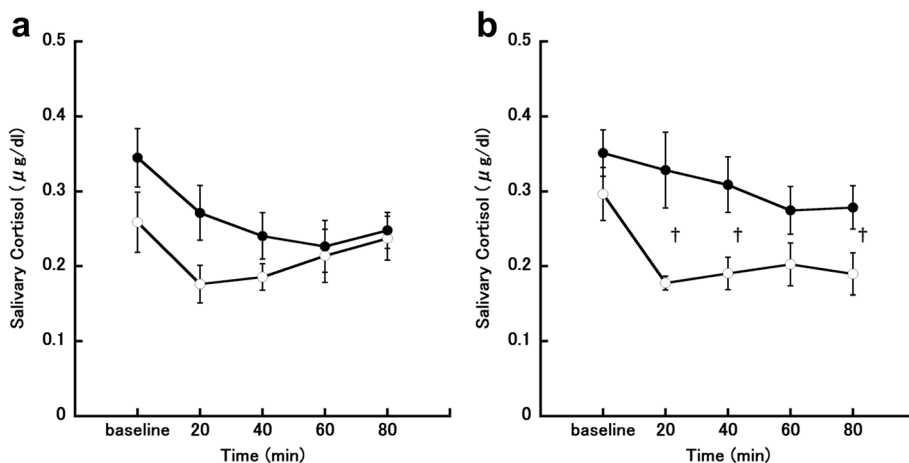 a
0.5
0.4
0.3
0.2
0.1
0
Salivary Cortisol ( μ g/dl)
baseline 20 40 60 80
Time (min)
b
0.5
0.4
0.3
0.2
0.1
0
Salivary Cortisol ( μ g/dl)
† † †
baseline 20 40 60 80
Time (min)